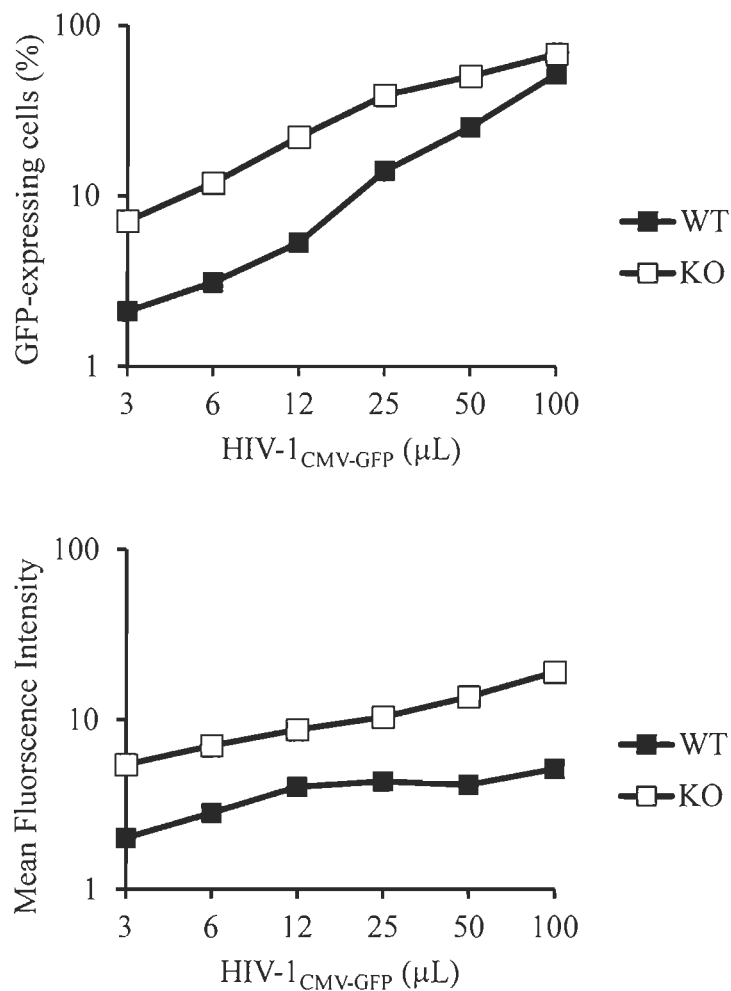 100
GFP-expressing cells (%)
10
1
3 6 12 25 50 100
HIV-1CMV-GFP (µL)
WT
KO
100
Mean Fluorscence Intensity
10
1
3 6 12 25 50 100
HIV-1CMV-GFP (µL)
WT
KO